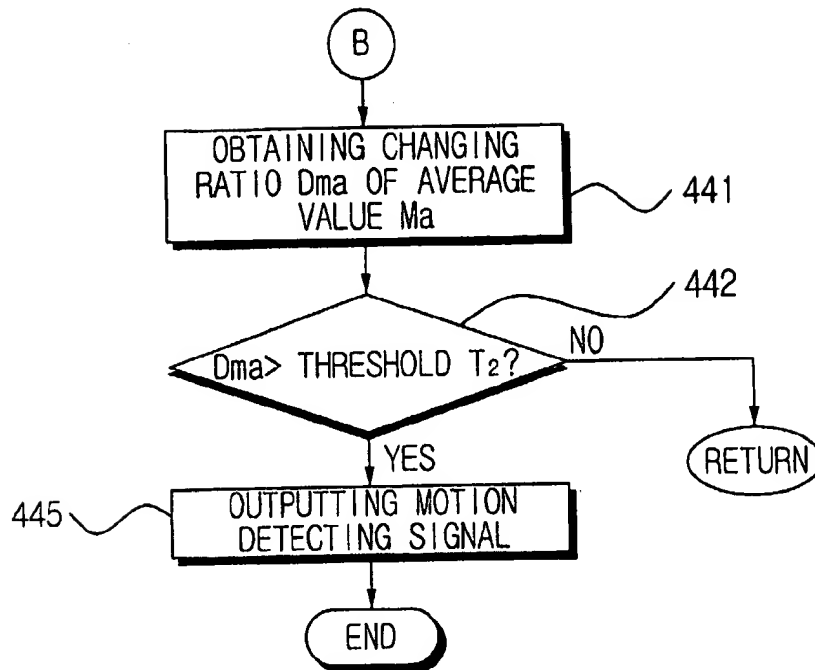 B
OBTAINING CHANGING
RATIO Dma OF AVERAGE
VALUE Ma
441
442
Dma> THRESHOLD T2?
NO
YES
RETURN
445
OUTPUTTING MOTION
DETECTING SIGNAL
END